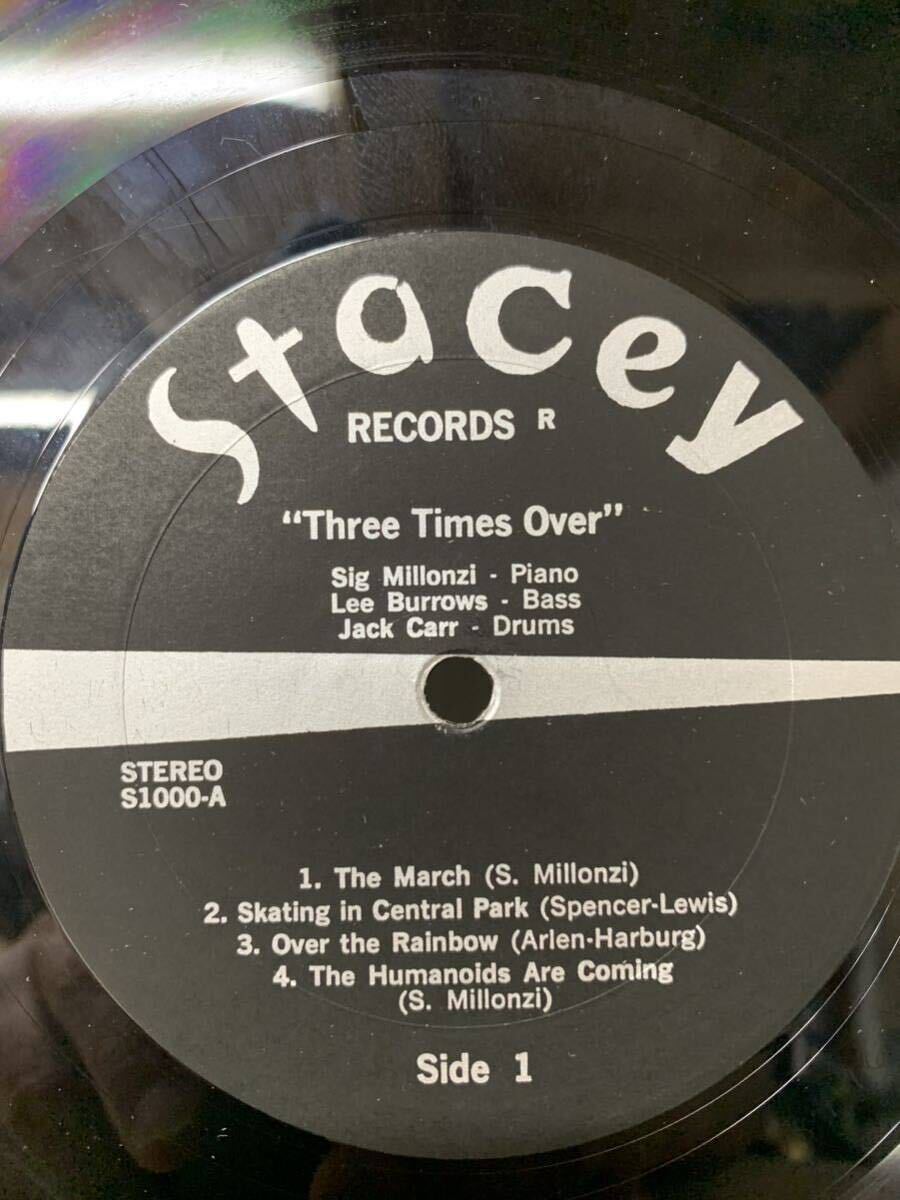 Stacey
RECORDS R
"Three Times Over"
Sig Millonzi - Piano
Lee Burrows - Bass
Jack Carr - Drums
STEREO
S1000-A
1. The March (S. Millonzi)
2. Skating in Central Park (Spencer-Lewis)
3. Over the Rainbow (Arlen-Harburg)
4. The Humanoids Are Coming
(S. Millonzi)
Side 1